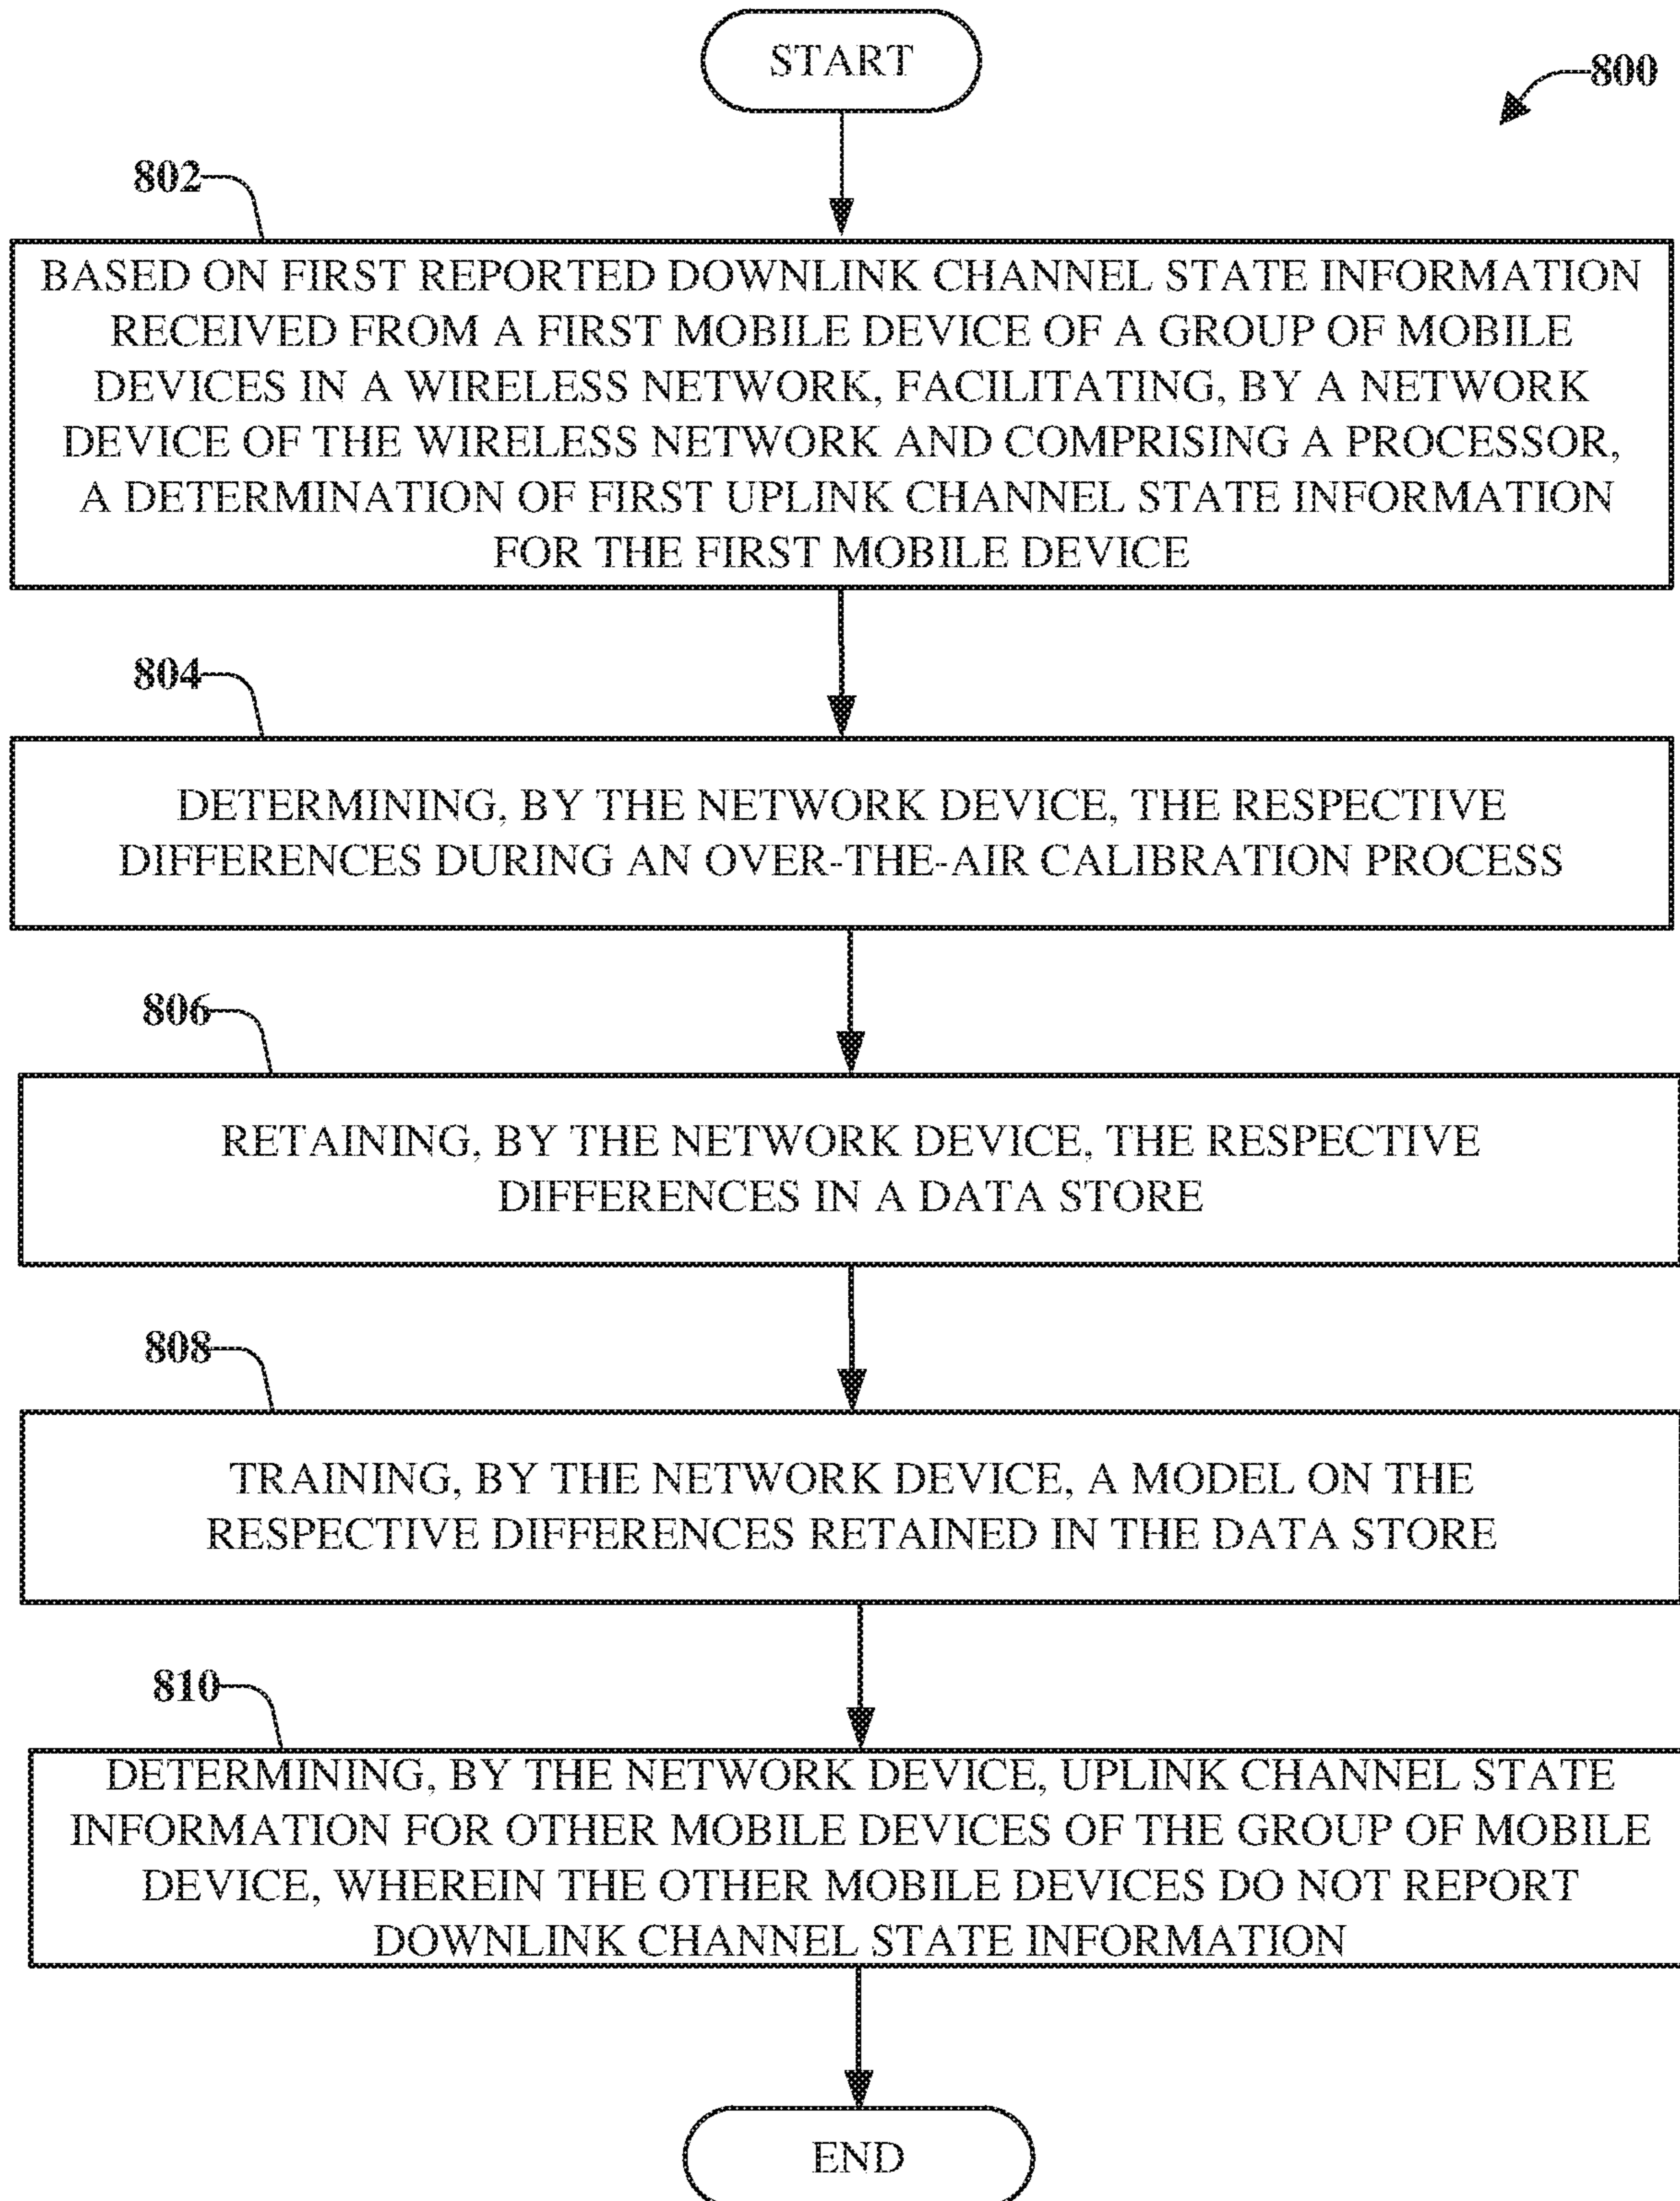 START
800
802
BASED ON FIRST REPORTED DOWNLINK CHANNEL STATE INFORMATION
RECEIVED FROM A FIRST MOBILE DEVICE OF A GROUP OF MOBILE
DEVICES IN A WIRELESS NETWORK, FACILITATING, BY A NETWORK
DEVICE OF THE WIRELESS NETWORK AND COMPRISING A PROCESSOR,
A DETERMINATION OF FIRST UPLINK CHANNEL STATE INFORMATION
FOR THE FIRST MOBILE DEVICE
804
DETERMINING, BY THE NETWORK DEVICE, THE RESPECTIVE
DIFFERENCES DURING AN OVER-THE-AIR CALIBRATION PROCESS
806
RETAINING, BY THE NETWORK DEVICE, THE RESPECTIVE
DIFFERENCES IN A DATA STORE
808
TRAINING, BY THE NETWORK DEVICE, A MODEL ON THE
RESPECTIVE DIFFERENCES RETAINED IN THE DATA STORE
810
DETERMINING, BY THE NETWORK DEVICE, UPLINK CHANNEL STATE
INFORMATION FOR OTHER MOBILE DEVICES OF THE GROUP OF MOBILE
DEVICE, WHEREIN THE OTHER MOBILE DEVICES DO NOT REPORT
DOWNLINK CHANNEL STATE INFORMATION
END